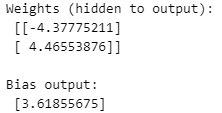 Weights (hidden to output):
[[-4.37775211]
[ 4.46553876]]
Bias output:
[3.61855675]